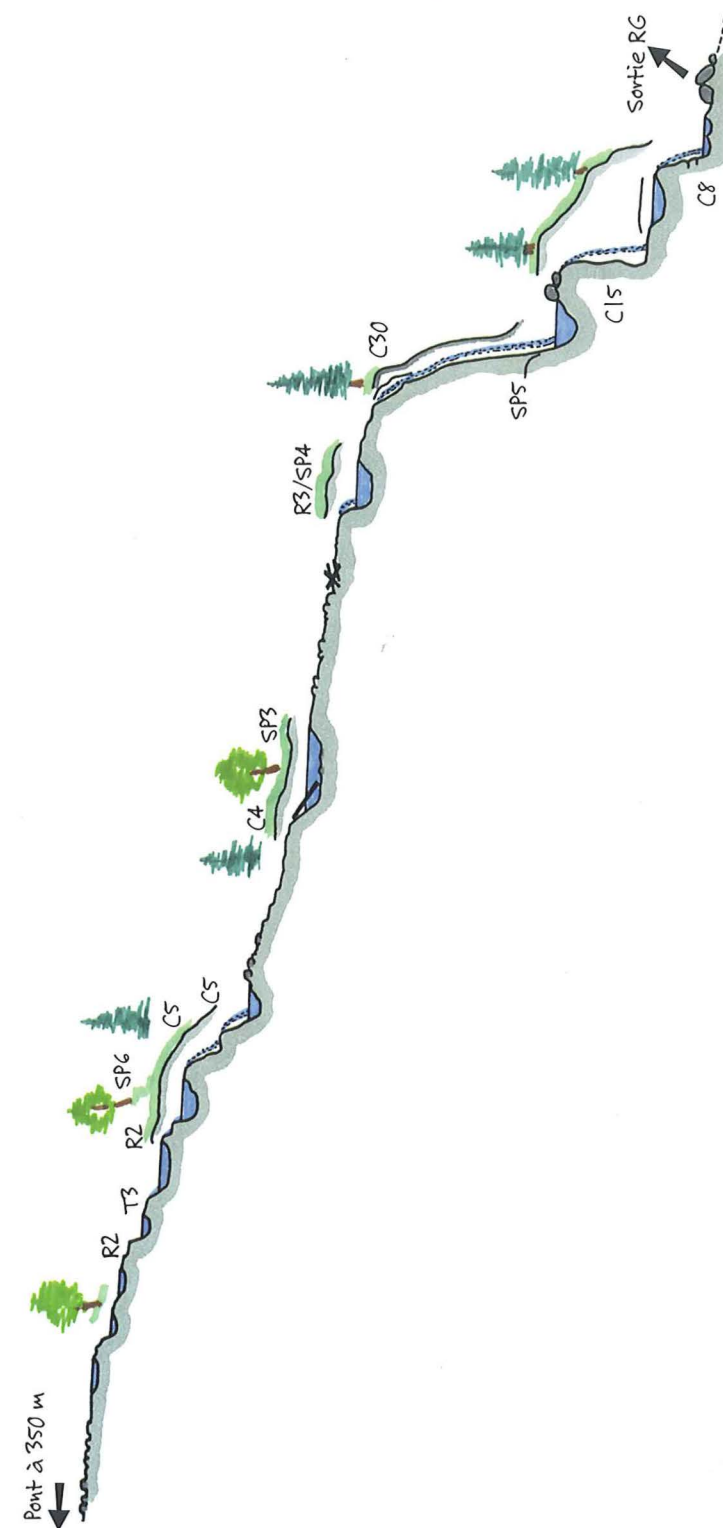 Pont à 350 m
R2
T3
R2
SP6
C5
C5
C4
SP3
R3/SP4
C30
SP5
C15
C8
Sortie RG